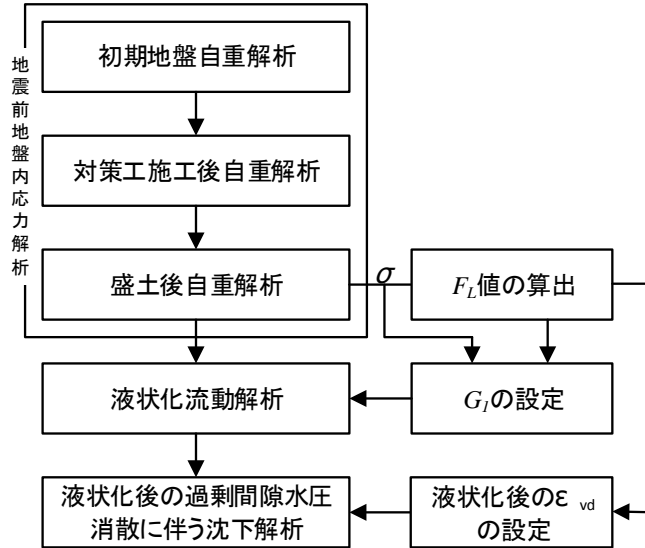 地震前地盤内応力解析
初期地盤自重解析
対策工施工後自重解析
盛土後自重解析
σ
FL値の算出
液状化流動解析
G1の設定
液状化後の過剰間隙水圧
消散に伴う沈下解析
液状化後のε vd
の設定